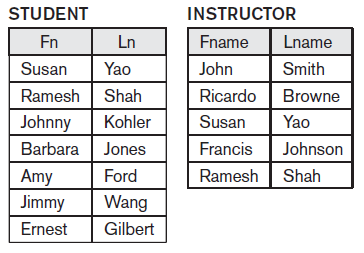 STUDENT
Fn Ln
Susan Yao
Ramesh Shah
Johnny Kohler
Barbara Jones
Amy Ford
Jimmy Wang
Ernest Gilbert
INSTRUCTOR
Fname Lname
John Smith
Ricardo Browne
Susan Yao
Francis Johnson
Ramesh Shah